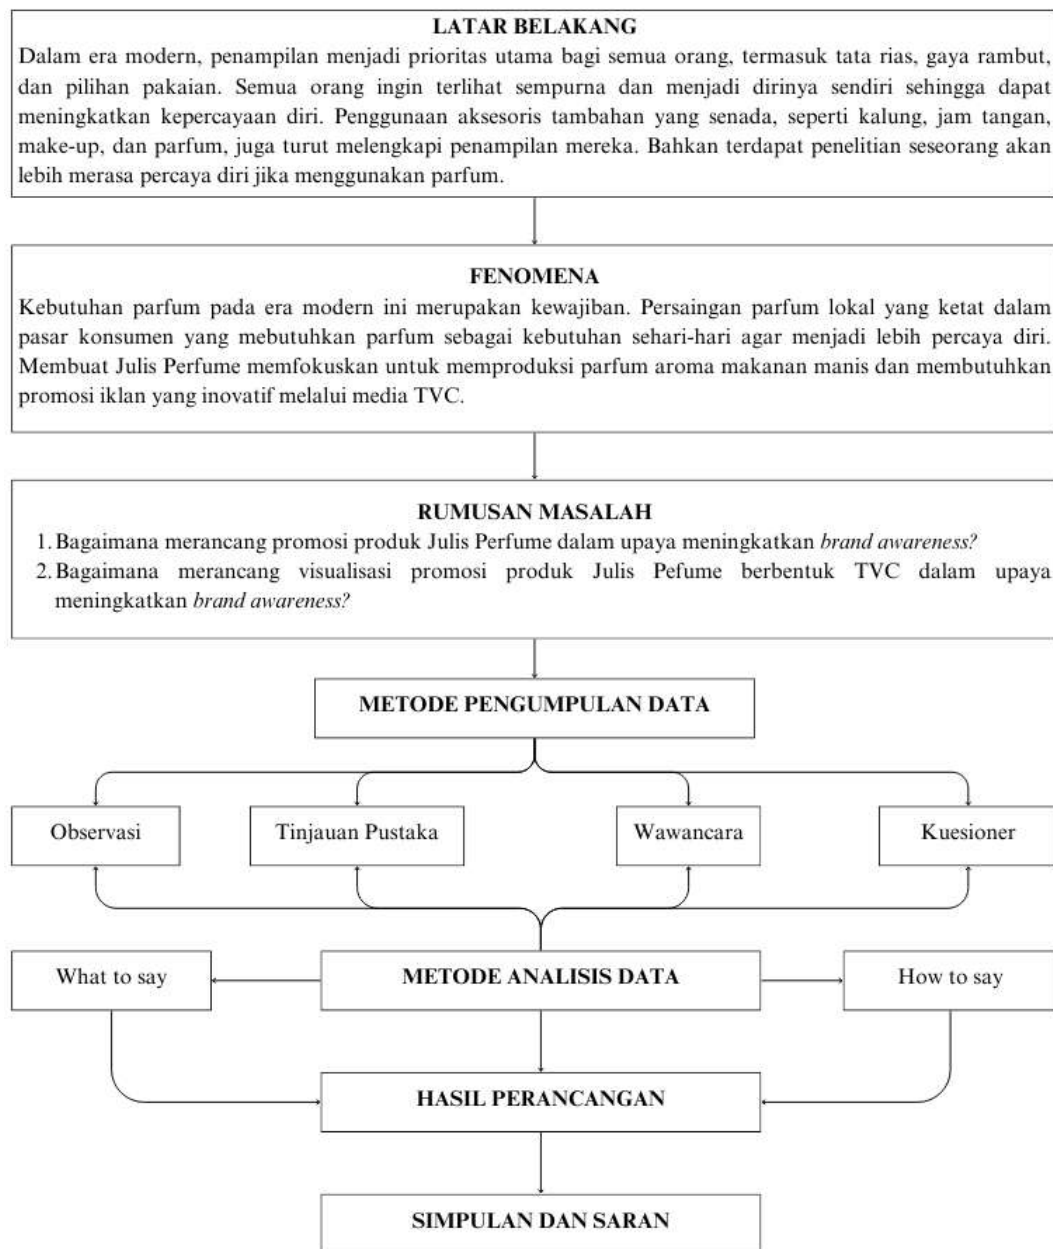 LATAR BELAKANG
Dalam era modern, penampilan menjadi prioritas utama bagi semua orang, termasuk tata rias, gaya rambut,
dan pilihan pakaian. Semua orang ingin terlihat sempurna dan menjadi dirinya sendiri sehingga dapat
meningkatkan kepercayaan diri. Penggunaan aksesoris tambahan yang senada, seperti kalung, jam tangan,
make-up, dan parfum, juga turut melengkapi penampilan mereka. Bahkan terdapat penelitian seseorang akan
lebih merasa percaya diri jika menggunakan parfum.
FENOMENA
Kebutuhan parfum pada era modern ini merupakan kewajiban. Persaingan parfum lokal yang ketat dalam
pasar konsumen yang mebutuhkan parfum sebagai kebutuhan sehari-hari agar menjadi lebih percaya diri.
Membuat Julis Perfume memfokuskan untuk memproduksi parfum aroma makanan manis dan membutuhkan
promosi iklan yang inovatif melalui media TVC.
RUMUSAN MASALAH
1. Bagaimana merancang promosi produk Julis Perfume dalam upaya meningkatkan brand awareness?
2. Bagaimana merancang visualisasi promosi produk Julis Pefume berbentuk TVC dalam upaya
meningkatkan brand awareness?
METODE PENGUMPULAN DATA
Observasi
Tinjauan Pustaka
Wawancara
Kuesioner
What to say
METODE ANALISIS DATA
How to say
HASIL PERANCANGAN
SIMPULAN DAN SARAN